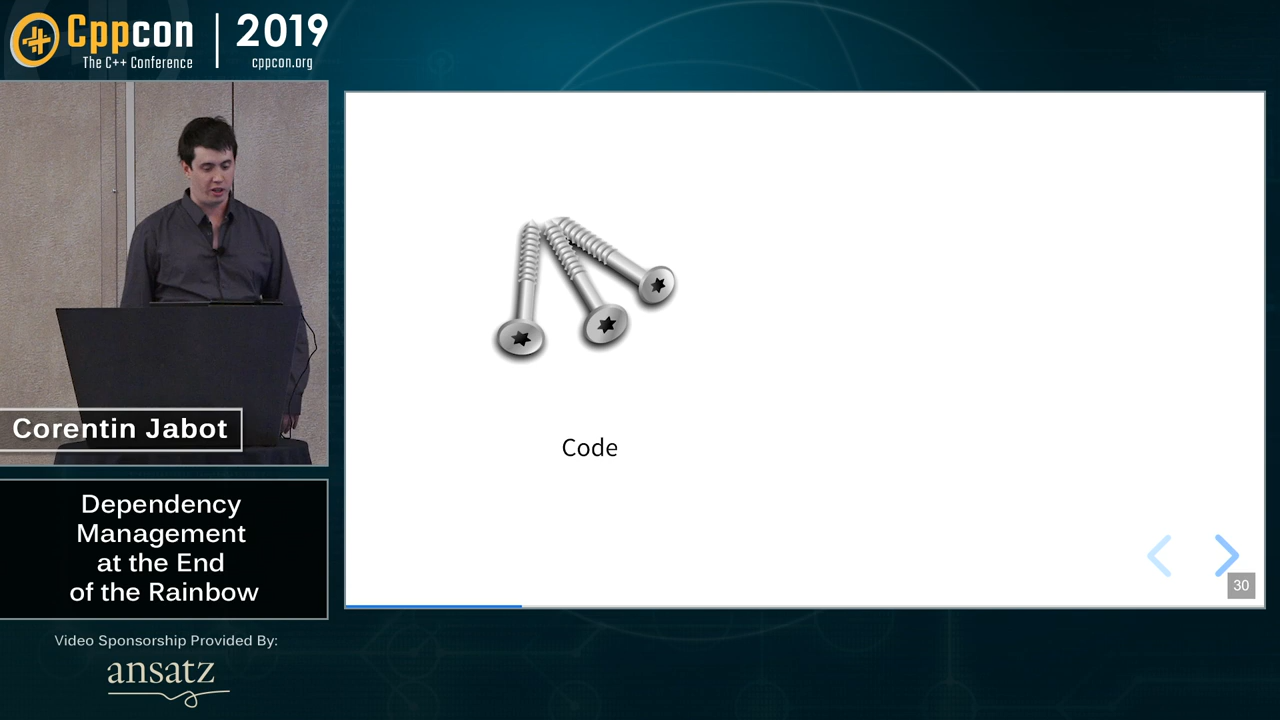 Cppcon
The C++ Conference
2019
cppcon.org
Corentin Jabot
Dependency
Management
at the End
of the Rainbow
Video Sponsorship Provided By:
ansatz
Code
30